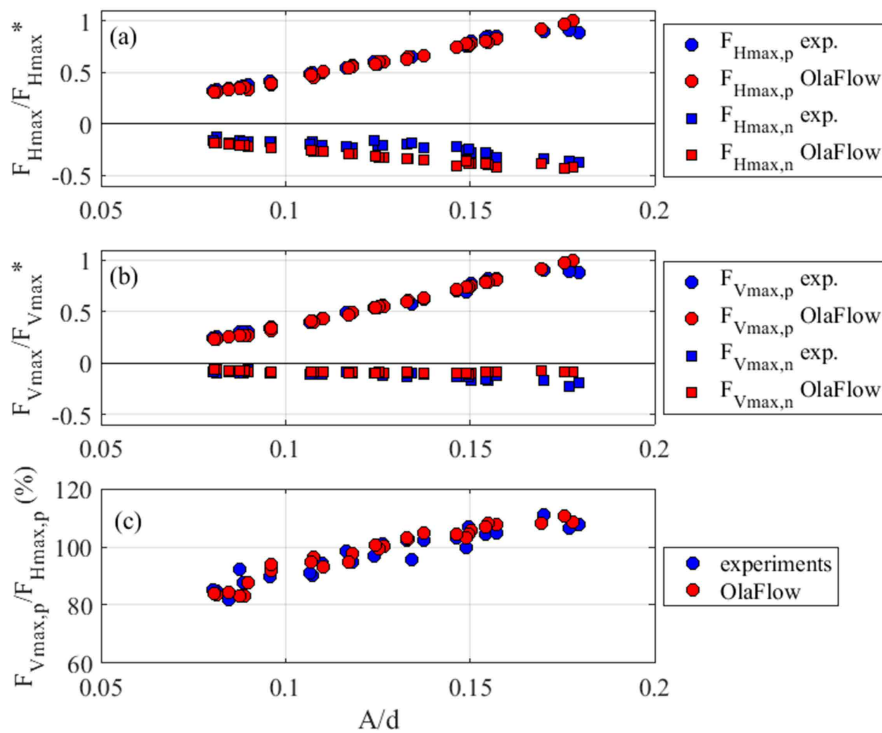 F_Hmax/F_Hmax*
1
0.5
0
-0.5
(a)
0.05
0.1
0.15
0.2
F_Hmax,p exp.
F_Hmax,p OlaFlow
F_Hmax,n exp.
F_Hmax,n OlaFlow
F_Vmax/F_Vmax*
1
0.5
0
-0.5
(b)
0.05
0.1
0.15
0.2
F_Vmax,p exp.
F_Vmax,p OlaFlow
F_Vmax,n exp.
F_Vmax,n OlaFlow
F_Vmax,p/F_Hmax,p (%)
120
100
80
60
(c)
0.05
0.1
0.15
0.2
A/d
experiments
OlaFlow